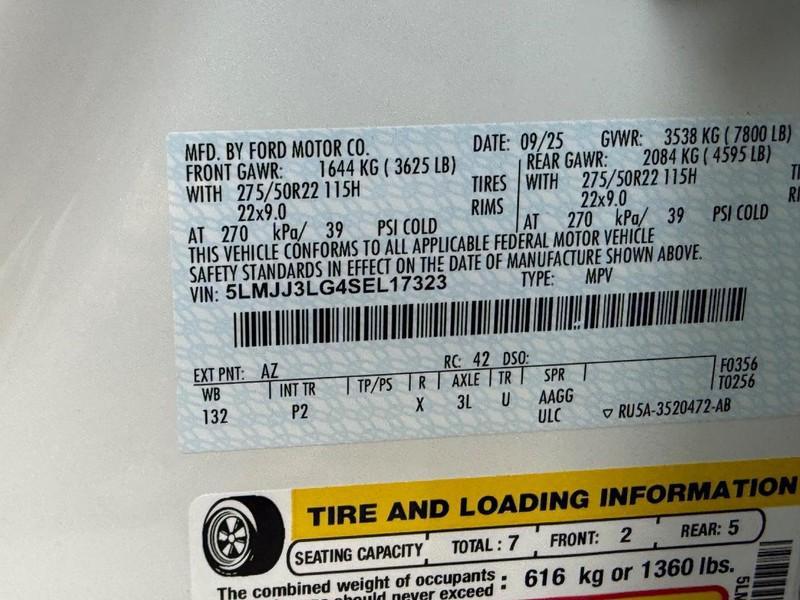 MFD. BY FORD MOTOR CO. DATE: 09/25 GVWR: 3538 KG ( 7800 LB)
FRONT GAWR: 1644 KG ( 3625 LB) REAR GAWR: 2084 KG ( 4595 LB)
WITH 275/50R22 115H TIRES WITH 275/50R22 115H
22x9.0 RIMS 22x9.0
AT 270 kPa/ 39 PSI COLD AT 270 kPa/ 39 PSI COLD
THIS VEHICLE CONFORMS TO ALL APPLICABLE FEDERAL MOTOR VEHICLE
SAFETY STANDARDS IN EFFECT ON THE DATE OF MANUFACTURE SHOWN ABOVE.
VIN: 5LMJJ3LG4SEL17323 TYPE: MPV
EXT PNT: AZ RC: 42 DSO: F0356
WB INT TR TP/PS R AXLE TR SPR T0256
132 P2 X 3L U AAGG
ULC ▽ RU5A-3520472-AB
TIRE AND LOADING INFORMATION
SEATING CAPACITY TOTAL : 7 FRONT: 2 REAR: 5
The combined weight of occupants : 616 kg or 1360 lbs.
should never exceed